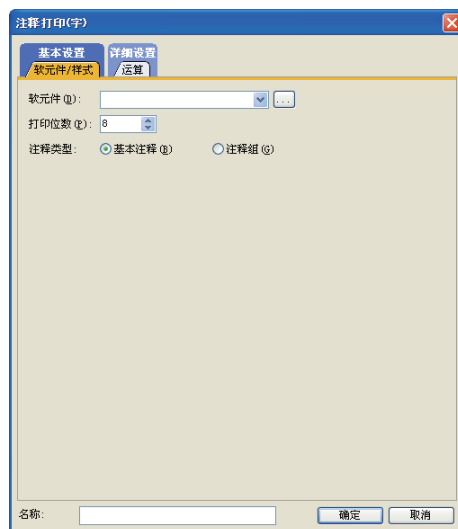 注释打印(字)
基本设置 详细设置
软元件/样式 运算
软元件(D): ...
打印位数(P): 8
注释类型: 基本注释(B) 注释组(G)
名称: 确定 取消